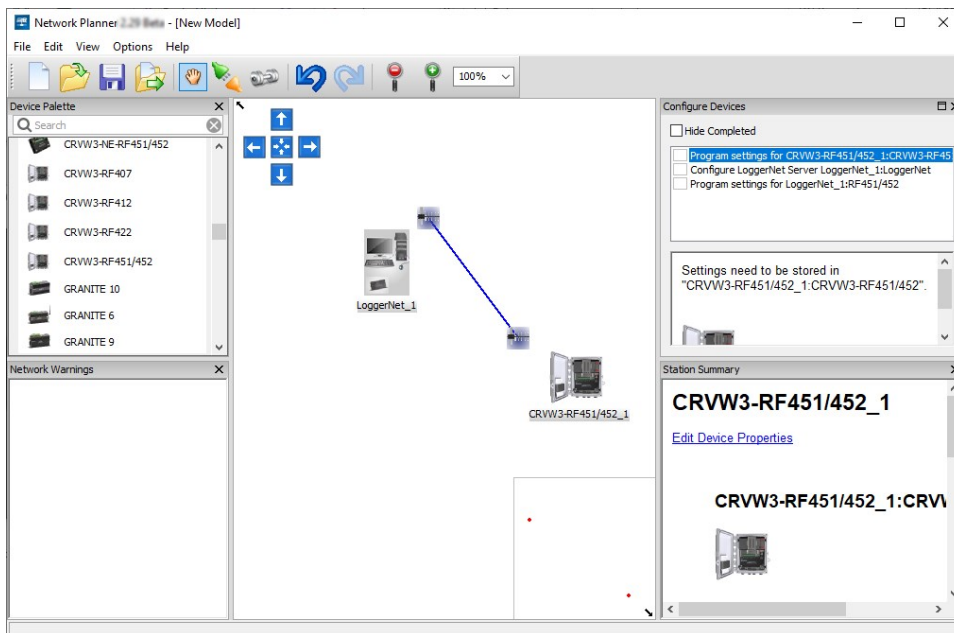 Network Planner 2.29 Beta - [New Model]
File Edit View Options Help
100%
Device Palette
Search
CRVW3-NE-RF451/452
CRVW3-RF407
CRVW3-RF412
CRVW3-RF422
CRVW3-RF451/452
GRANITE 10
GRANITE 6
GRANITE 9
Network Warnings
LoggerNet_1
CRVW3-RF451/452_1
Configure Devices
Hide Completed
Program settings for CRVW3-RF451/452_1:CRVW3-RF45
Configure LoggerNet Server LoggerNet_1:LoggerNet
Program settings for LoggerNet_1:RF451/452
Settings need to be stored in
"CRVW3-RF451/452_1:CRVW3-RF451/452".
Station Summary
CRVW3-RF451/452_1
Edit Device Properties
CRVW3-RF451/452_1:CRV